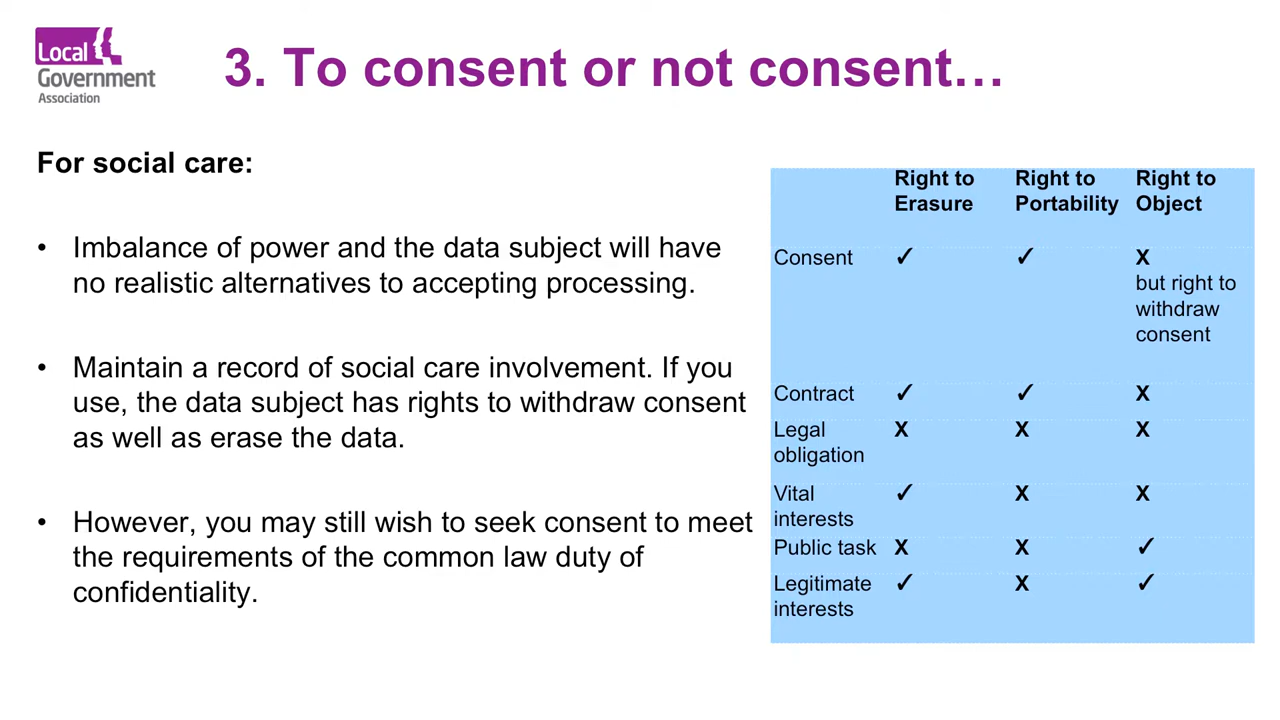 Local
Government
Association
3. To consent or not consent…
For social care:
• Imbalance of power and the data subject will have
no realistic alternatives to accepting processing.
• Maintain a record of social care involvement. If you
use, the data subject has rights to withdraw consent
as well as erase the data.
• However, you may still wish to seek consent to meet
the requirements of the common law duty of
confidentiality.
Right to Right to Right to
Erasure Portability Object
Consent ✓ ✓ X
but right to
withdraw
consent
Contract ✓ ✓ X
Legal X X X
obligation
Vital ✓ X X
interests
Public task X X ✓
Legitimate ✓ X ✓
interests